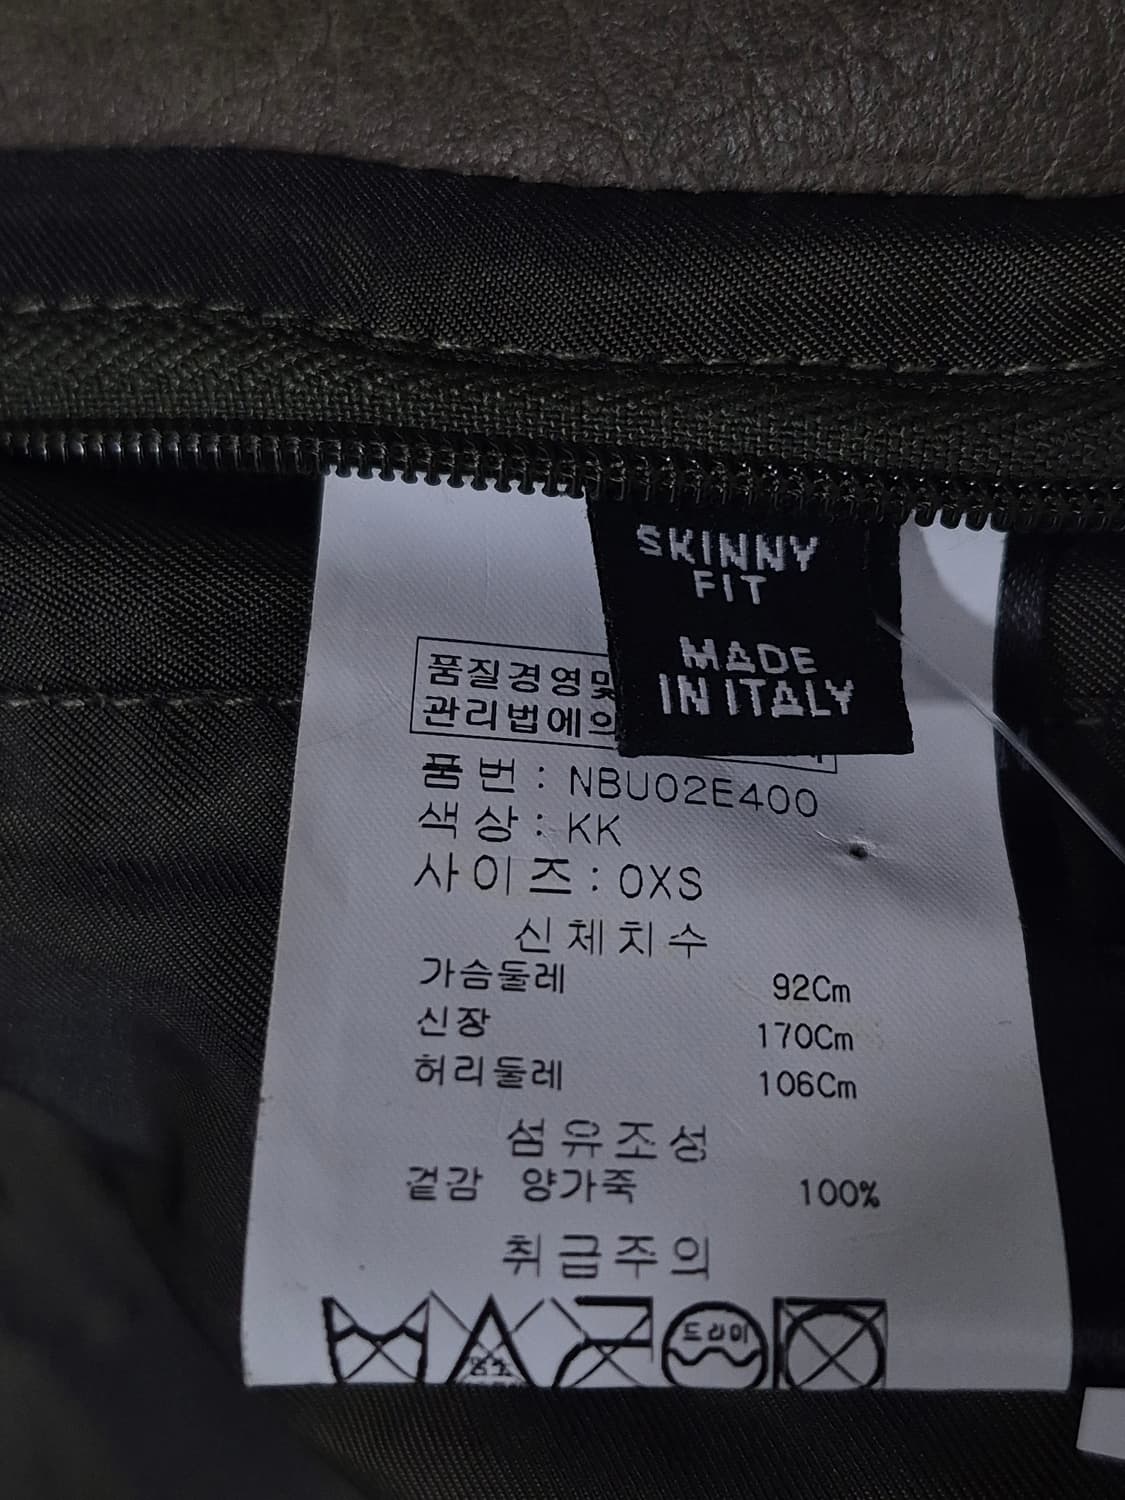 SKINNY
FIT
MADE
IN ITALY
품질경영및
관리법에의
품번 : NBU02E400
색상 : KK
사이즈 : 0XS
신체치수
가슴둘레 92Cm
신장 170Cm
허리둘레 106Cm
섬유조성
겉감 양가죽 100%
취급주의
드라이